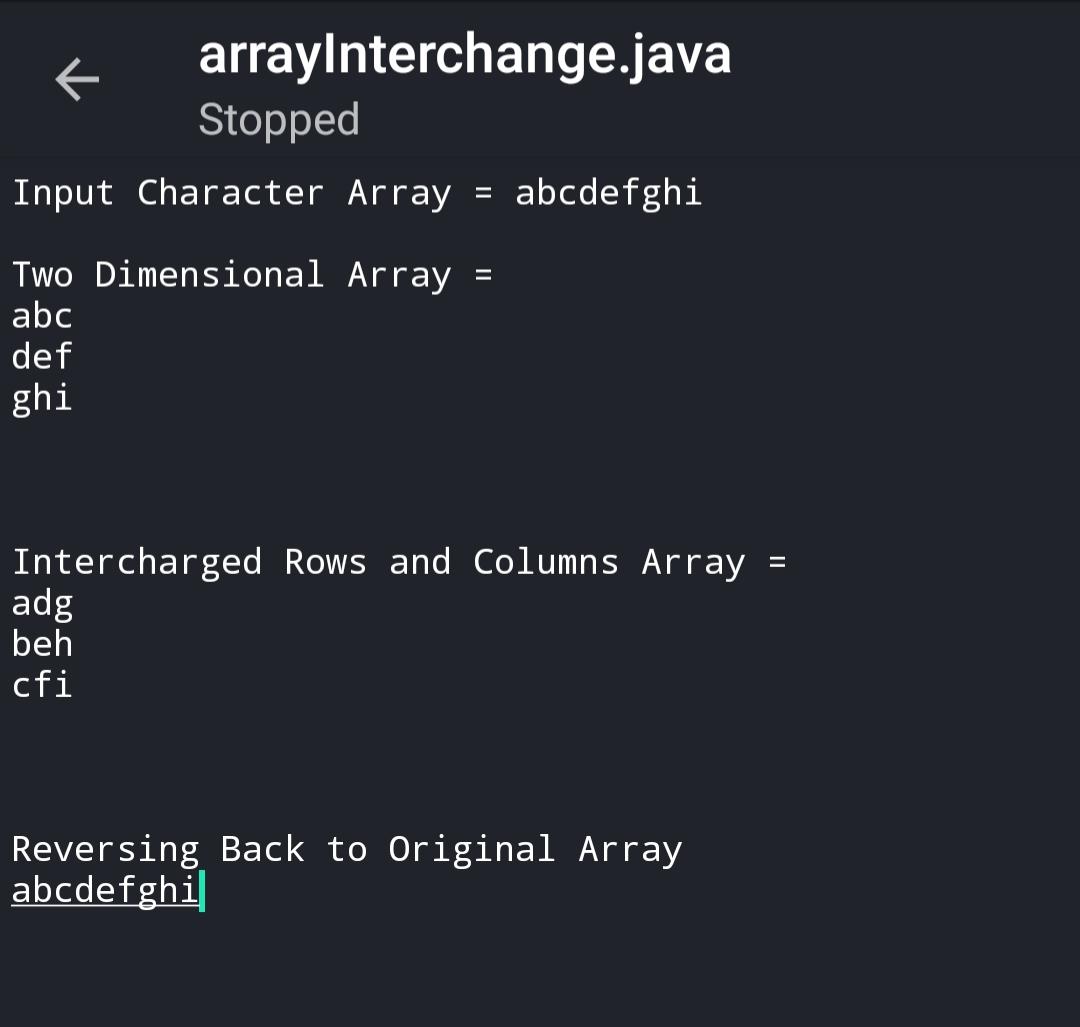 arrayInterchange.java
Stopped
Input Character Array = abcdefghi
Two Dimensional Array =
abc
def
ghi
Intercharged Rows and Columns Array =
adg
beh
cfi
Reversing Back to Original Array
abcdefghi